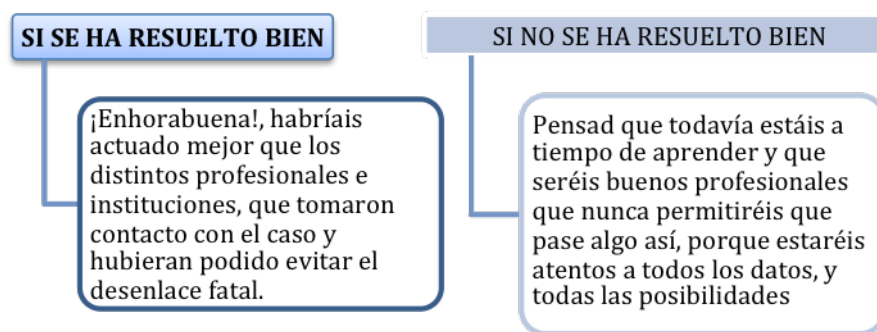 SI SE HA RESUELTO BIEN
¡Enhorabuena!, habríais
actuado mejor que los
distintos profesionales e
instituciones, que tomaron
contacto con el caso y
hubieran podido evitar el
desenlace fatal.
SI NO SE HA RESUELTO BIEN
Pensad que todavía estáis a
tiempo de aprender y que
seréis buenos profesionales
que nunca permitiréis que
pase algo así, porque estaréis
atentos a todos los datos, y
todas las posibilidades